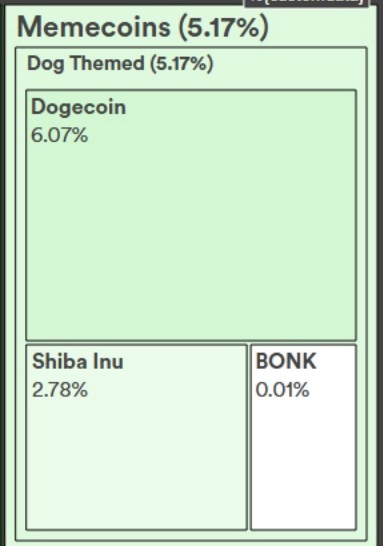 Memecoins (5.17%)
Dog Themed (5.17%)
Dogecoin
6.07%
Shiba Inu
2.78%
BONK
0.01%